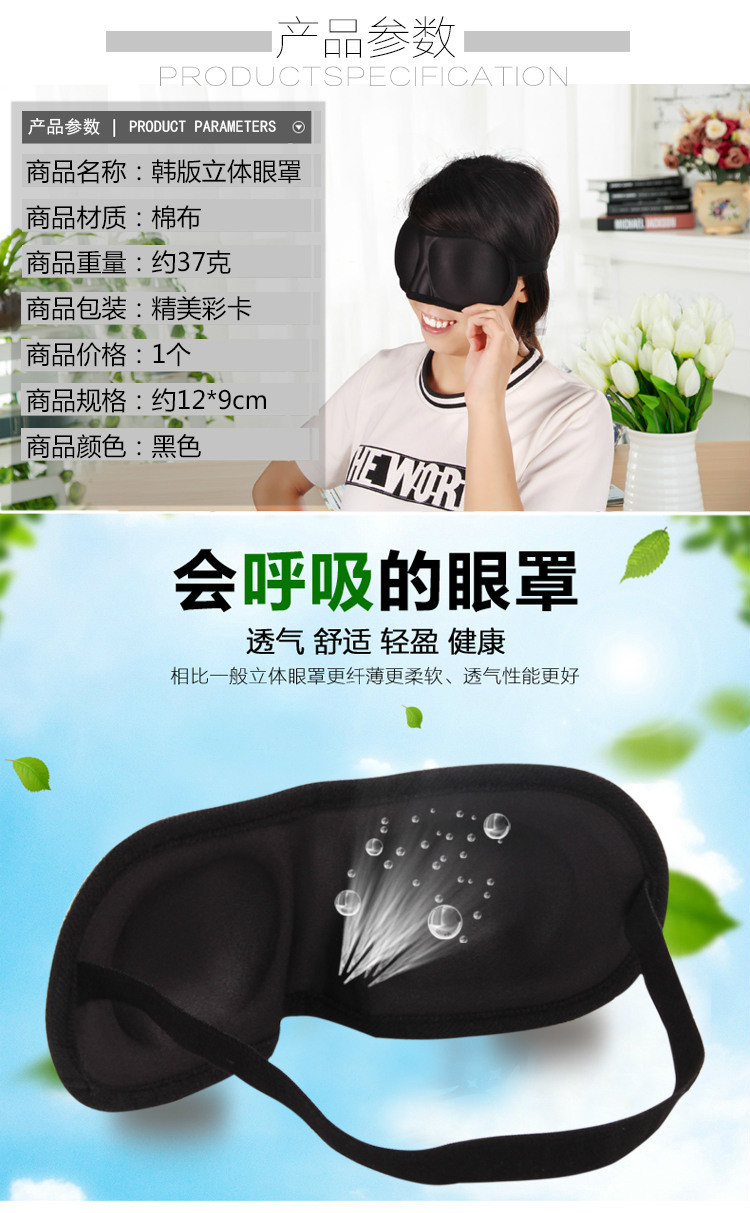 产品参数
PRODUCTSPECIFICATION
产品参数 | PRODUCT PARAMETERS
商品名称：韩版立体眼罩
商品材质：棉布
商品重量：约37克
商品包装：精美彩卡
商品价格：1个
商品规格：约12*9cm
商品颜色：黑色
HE WOR
会呼吸的眼罩
透气 舒适 轻盈 健康
相比一般立体眼罩更纤薄更柔软、透气性能更好